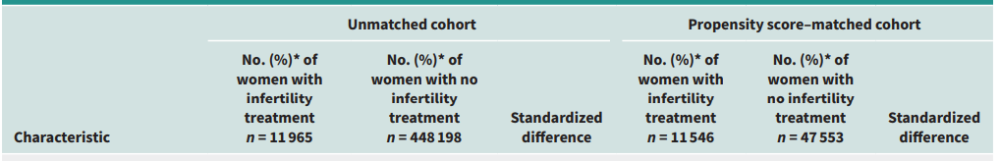 Unmatched cohort Propensity score–matched cohort
No. (%)* of No. (%)* of No. (%)* of No. (%)* of
women with women with no women with women with
infertility infertility infertility no infertility
treatment treatment Standardized treatment treatment Standardized
Characteristic n = 11 965 n = 448 198 difference n = 11 546 n = 47 553 difference